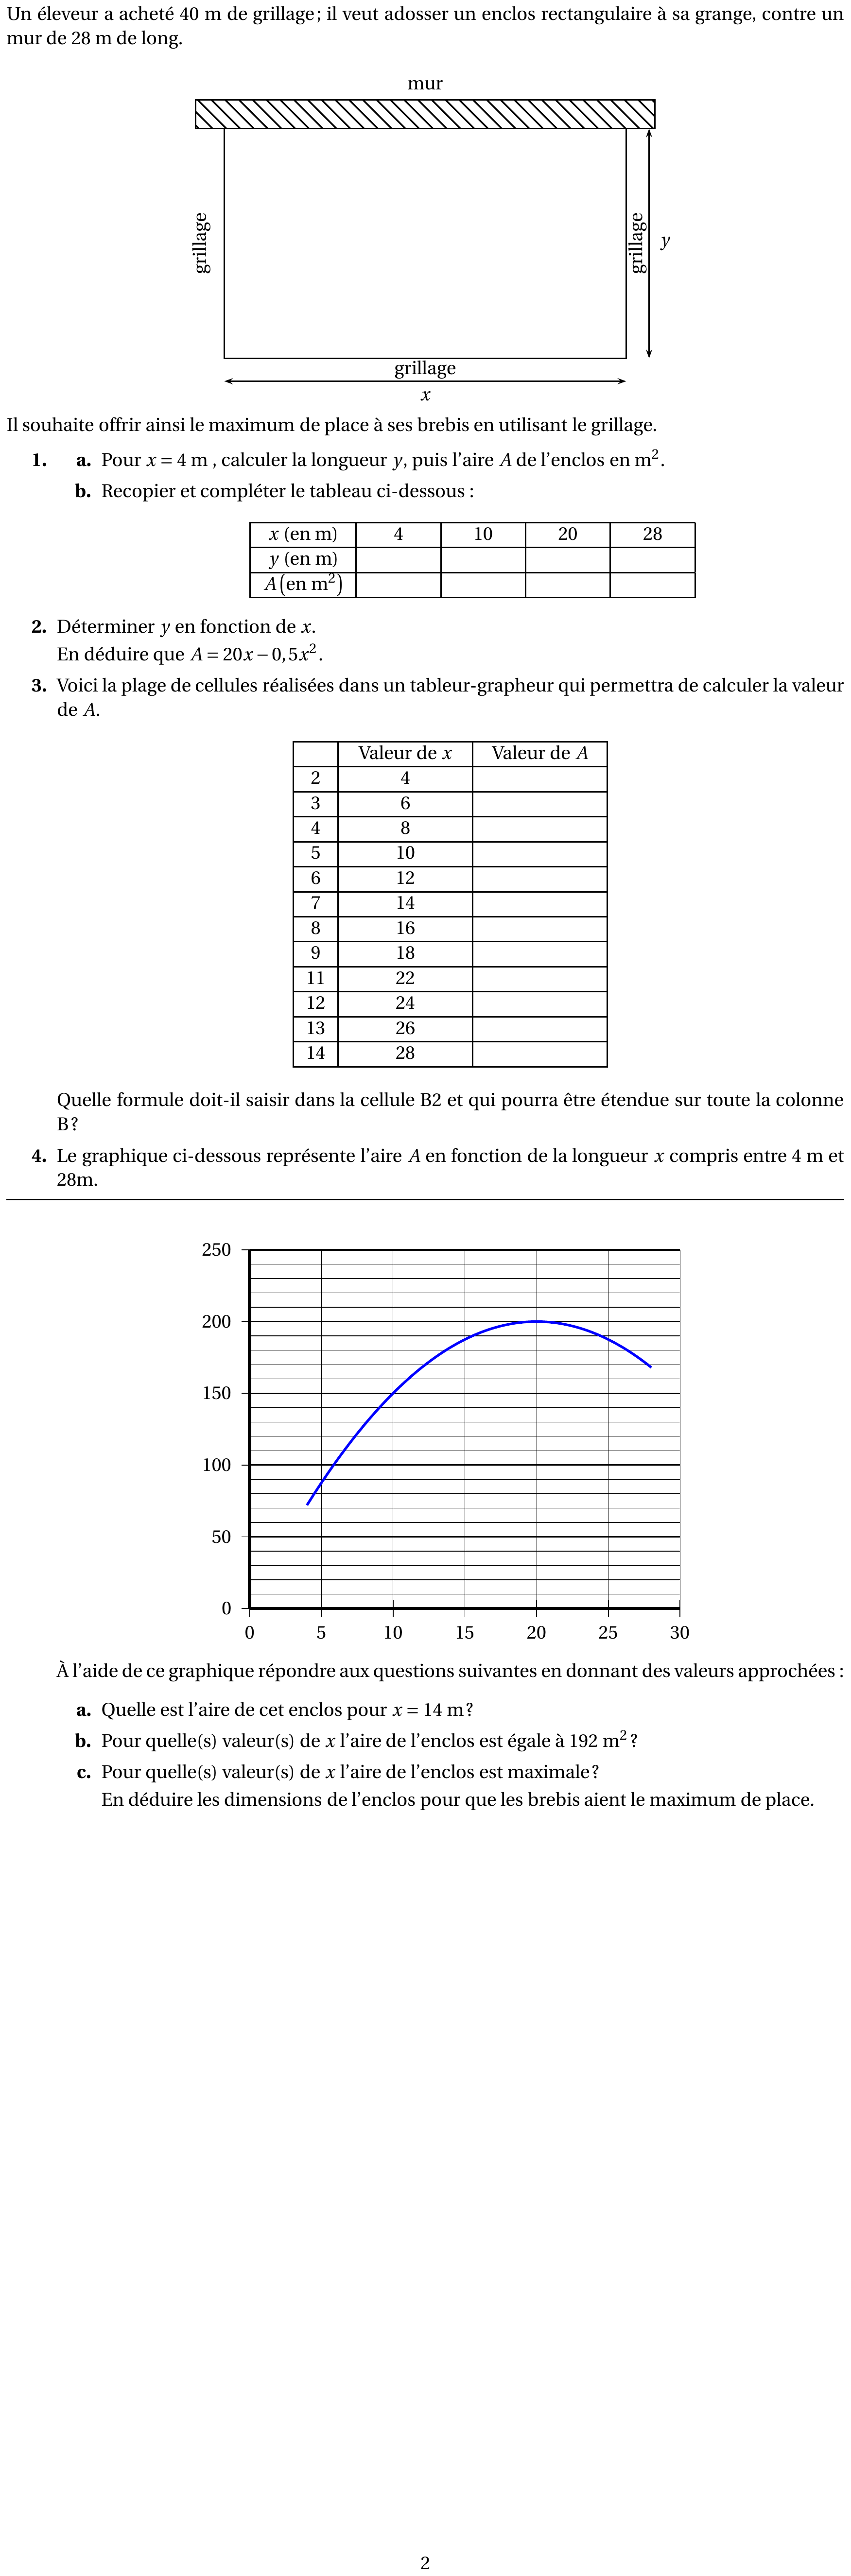 Un éleveur a acheté 40 m de grillage ; il veut adosser un enclos rectangulaire à sa grange, contre un
mur de 28 m de long.
mur
grillage
grillage
y
grillage
x
Il souhaite offrir ainsi le maximum de place à ses brebis en utilisant le grillage.
1. a. Pour x = 4 m , calculer la longueur y, puis l'aire A de l'enclos en m².
b. Recopier et compléter le tableau ci-dessous :
x (en m) 4 10 20 28
y (en m)
A (en m²)
2. Déterminer y en fonction de x.
En déduire que A = 20x − 0,5x².
3. Voici la plage de cellules réalisées dans un tableur-grapheur qui permettra de calculer la valeur
de A.
Valeur de x Valeur de A
2 4
3 6
4 8
5 10
6 12
7 14
8 16
9 18
11 22
12 24
13 26
14 28
Quelle formule doit-il saisir dans la cellule B2 et qui pourra être étendue sur toute la colonne
B ?
4. Le graphique ci-dessous représente l'aire A en fonction de la longueur x compris entre 4 m et
28m.
250
200
150
100
50
0
0 5 10 15 20 25 30
À l'aide de ce graphique répondre aux questions suivantes en donnant des valeurs approchées :
a. Quelle est l'aire de cet enclos pour x = 14 m ?
b. Pour quelle(s) valeur(s) de x l'aire de l'enclos est égale à 192 m² ?
c. Pour quelle(s) valeur(s) de x l'aire de l'enclos est maximale ?
En déduire les dimensions de l'enclos pour que les brebis aient le maximum de place.
2